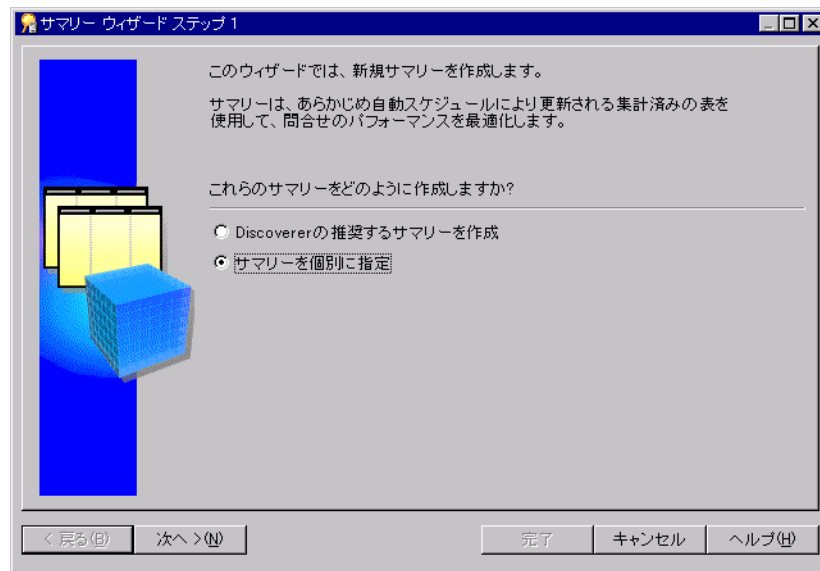 サマリー ウィザード ステップ 1
このウィザードでは、新規サマリーを作成します。
サマリーは、あらかじめ自動スケジュールにより更新される集計済みの表を
使用して、問合せのパフォーマンスを最適化します。
これらのサマリーをどのように作成しますか?
Discovererの推奨するサマリーを作成
サマリーを個別に指定
< 戻る(B) 次へ >(N) 完了 キャンセル ヘルプ(H)